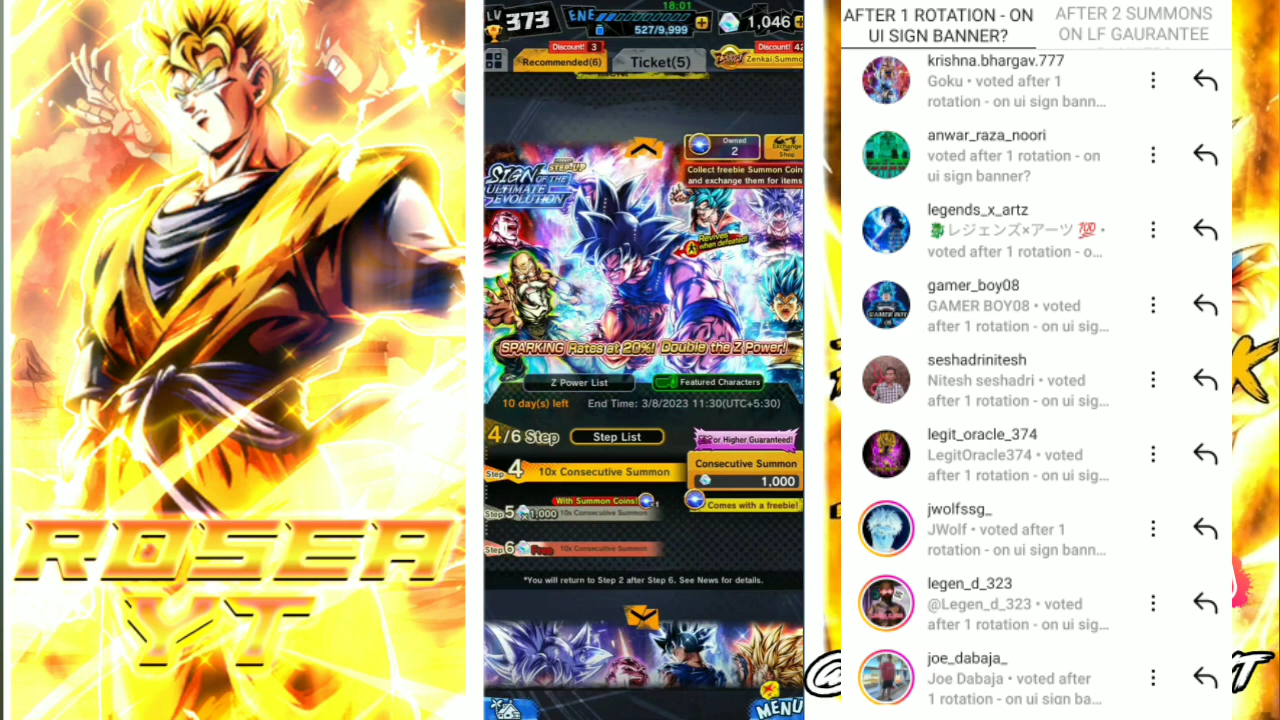 ROSEA
YT
LV 373
18:01
ENE
527/9,999
1,046
Discount! 3
Recommended(6)
Ticket(5)
Discount! 42
Zenkai Summo
Owned
2
Exchange
Shop
Collect freebie Summon Coin
and exchange them for items
STEP-UP
SIGN OF THE
ULTIMATE
EVOLUTION
Revives
when defeated!
SPARKING Rates at 20%! Double the Z Power!
Z Power List
Featured Characters
10 day(s) left
End Time: 3/8/2023 11:30(UTC+5:30)
4/6 Step
Step List
or Higher Guaranteed!
Step 4
10x Consecutive Summon
Consecutive Summon
1,000
Comes with a freebie!
With Summon Coins!
Step 5
x1,000
10x Consecutive Summon
Step 6
Free
10x Consecutive Summon
*You will return to Step 2 after Step 6. See News for details.
MENU
AFTER 1 ROTATION - ON
UI SIGN BANNER?
AFTER 2 SUMMONS
ON LF GAURANTEE
krishna.bhargav.777
Goku • voted after 1
rotation - on ui sign bann...
anwar_raza_noori
voted after 1 rotation - on
ui sign banner?
legends_x_artz
🐉レジェンズ×アーツ 💯 •
voted after 1 rotation - o...
gamer_boy08
GAMER BOY08 • voted
after 1 rotation - on ui sig...
seshadrinitesh
Nitesh seshadri • voted
after 1 rotation - on ui sig...
legit_oracle_374
LegitOracle374 • voted
after 1 rotation - on ui sig...
jwolfssg_
JWolf • voted after 1
rotation - on ui sign bann...
legen_d_323
@Legen_d_323 • voted
after 1 rotation - on ui sig...
joe_dabaja_
Joe Dabaja • voted after
1 rotation - on ui sign ba...